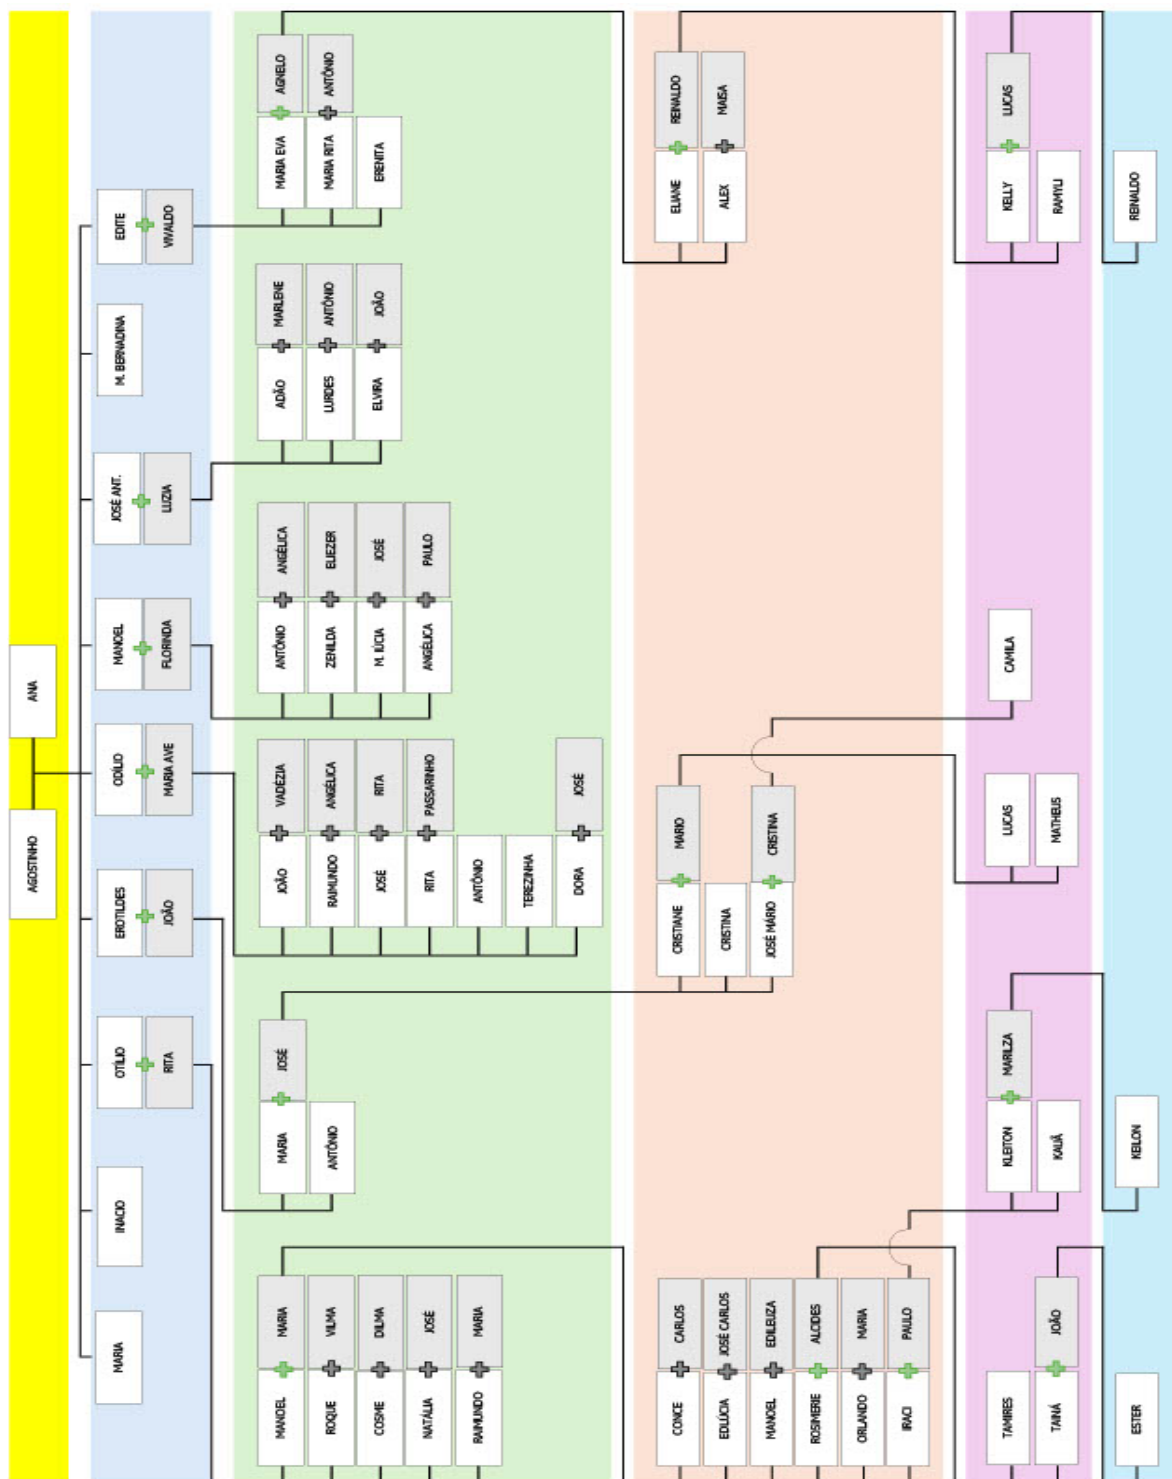 AGOSTINHO
ANA
MARIA
INACIO
OTÍLIO
RITA
EROTILDES
JOÃO
ODÍLIO
MARIA AVE
MANOEL
FLORINDA
JOSÉ ANT.
LUZIA
M. BERNADINA
EDITE
VIVALDO
MANOEL
MARIA
ROQUE
VILMA
COSME
DILMA
NATÁLIA
JOSÉ
RAIMUNDO
MARIA
MARIA
JOSÉ
ANTÔNIO
JOÃO
VADÉZIA
RAIMUNDO
ANGÉLICA
JOSÉ
RITA
RITA
PASSARINHO
ANTÔNIO
TEREZINHA
DORA
JOSÉ
ANTÔNIO
ANGÉLICA
ZENILDA
ELIEZER
M. lÚCIA
JOSÉ
ANGÉLICA
PAULO
ADÃO
MARLENE
LURDES
ANTÔNIO
ELVIRA
JOÃO
MARIA EVA
AGNELO
MARIA RITA
ANTÔNIO
ERENITA
CONCE
CARLOS
EDLÚCIA
JOSÉ CARLOS
MANOEL
EDILEUZA
ROSIMERIE
ALCIDES
ORLANDO
MARIA
IRACI
PAULO
CRISTIANE
MARIO
CRISTINA
JOSÉ MÁRIO
CRISTINA
ELIANE
REINALDO
ALEX
MAISA
TAMIRES
TAINÁ
JOÃO
KLEITON
MARILZA
KAUÃ
LUCAS
MATHEUS
CAMILA
KELLY
LUCAS
RAMYLI
ESTER
KEILON
REINALDO